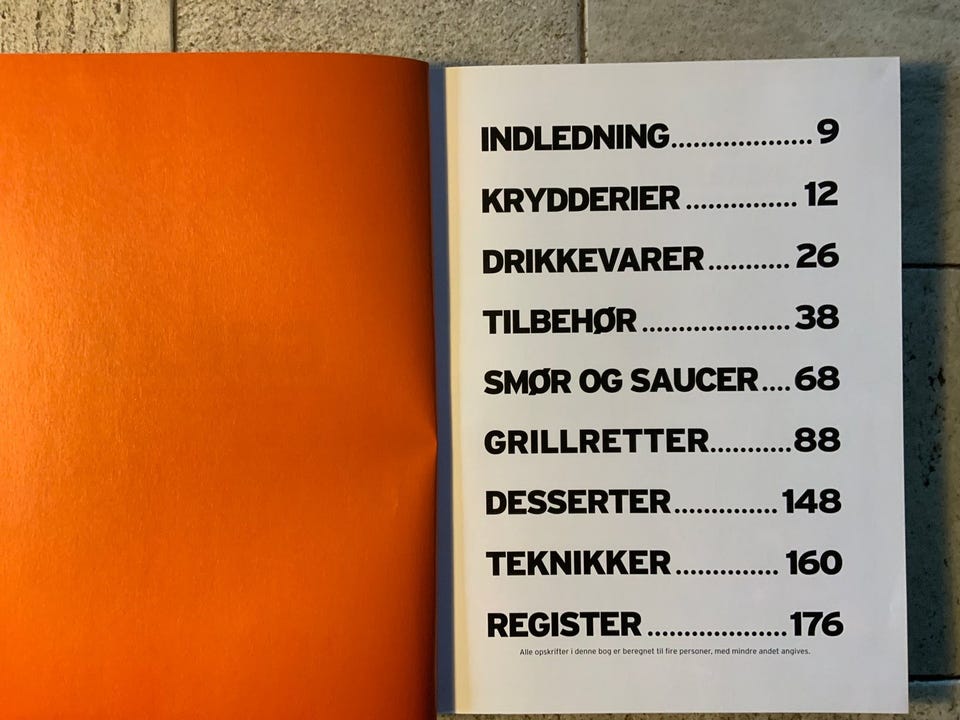 INDLEDNING................... 9
KRYDDERIER .............. 12
DRIKKEVARER ........... 26
TILBEHØR ..................... 38
SMØR OG SAUCER .... 68
GRILLRETTER........... 88
DESSERTER .............. 148
TEKNIKKER .............. 160
REGISTER ................... 176
Alle opskrifter i denne bog er beregnet til fire personer, med mindre andet angives.